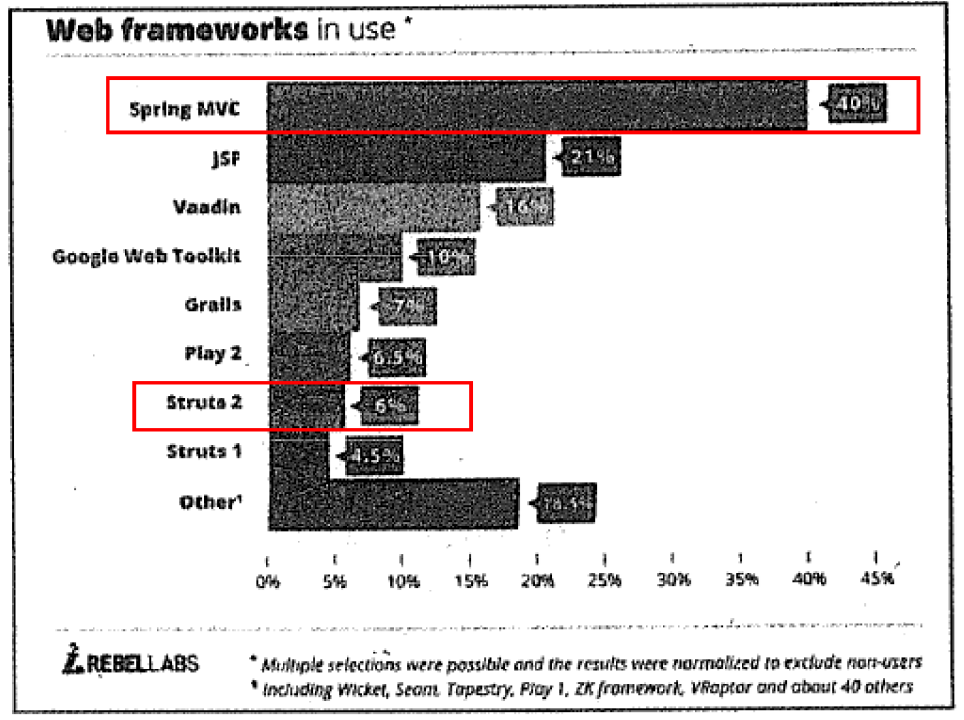 Web frameworks in use *
Spring MVC 40%
JSF 21%
Vaadin 16%
Google Web Toolkit 10%
Grails 7%
Play 2 6.5%
Struts 2 6%
Struts 1 4.5%
Other¹ 18.5%
0% 5% 10% 15% 20% 25% 30% 35% 40% 45%
REBELLABS
* Multiple selections were possible and the results were normalized to exclude non-users
¹ Including Wicket, Seam, Tapestry, Play 1, ZK framework, VRaptor and about 40 others